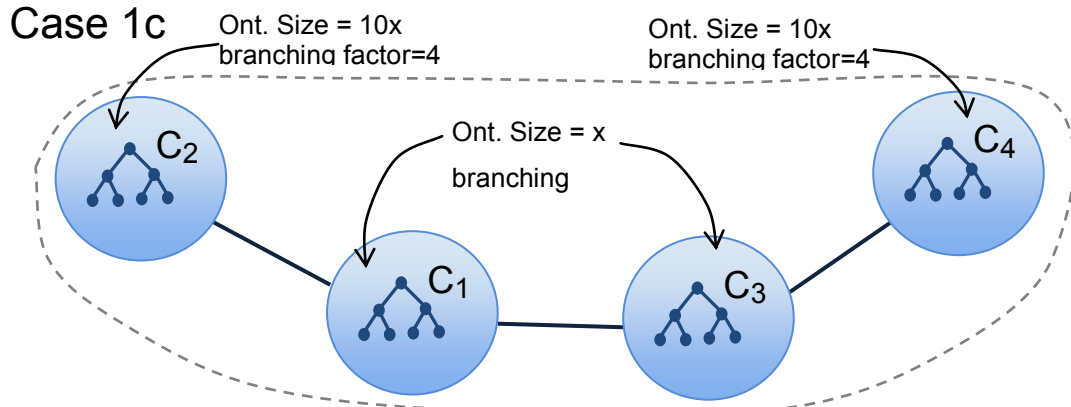 Case 1c
Ont. Size = 10x
branching factor=4
Ont. Size = 10x
branching factor=4
Ont. Size = x
branching
C2
C4
C1
C3